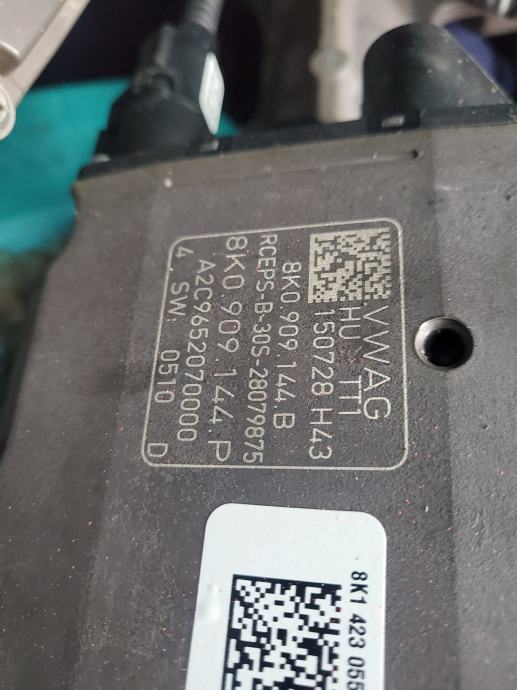 VWAG
HU TT1
150728 H43
8K0.909.144.B
RCEPS-B-30S-28079875
8K0.909.144.P
A2C9652070000
4. SW: 0510 D
8K1 423 055